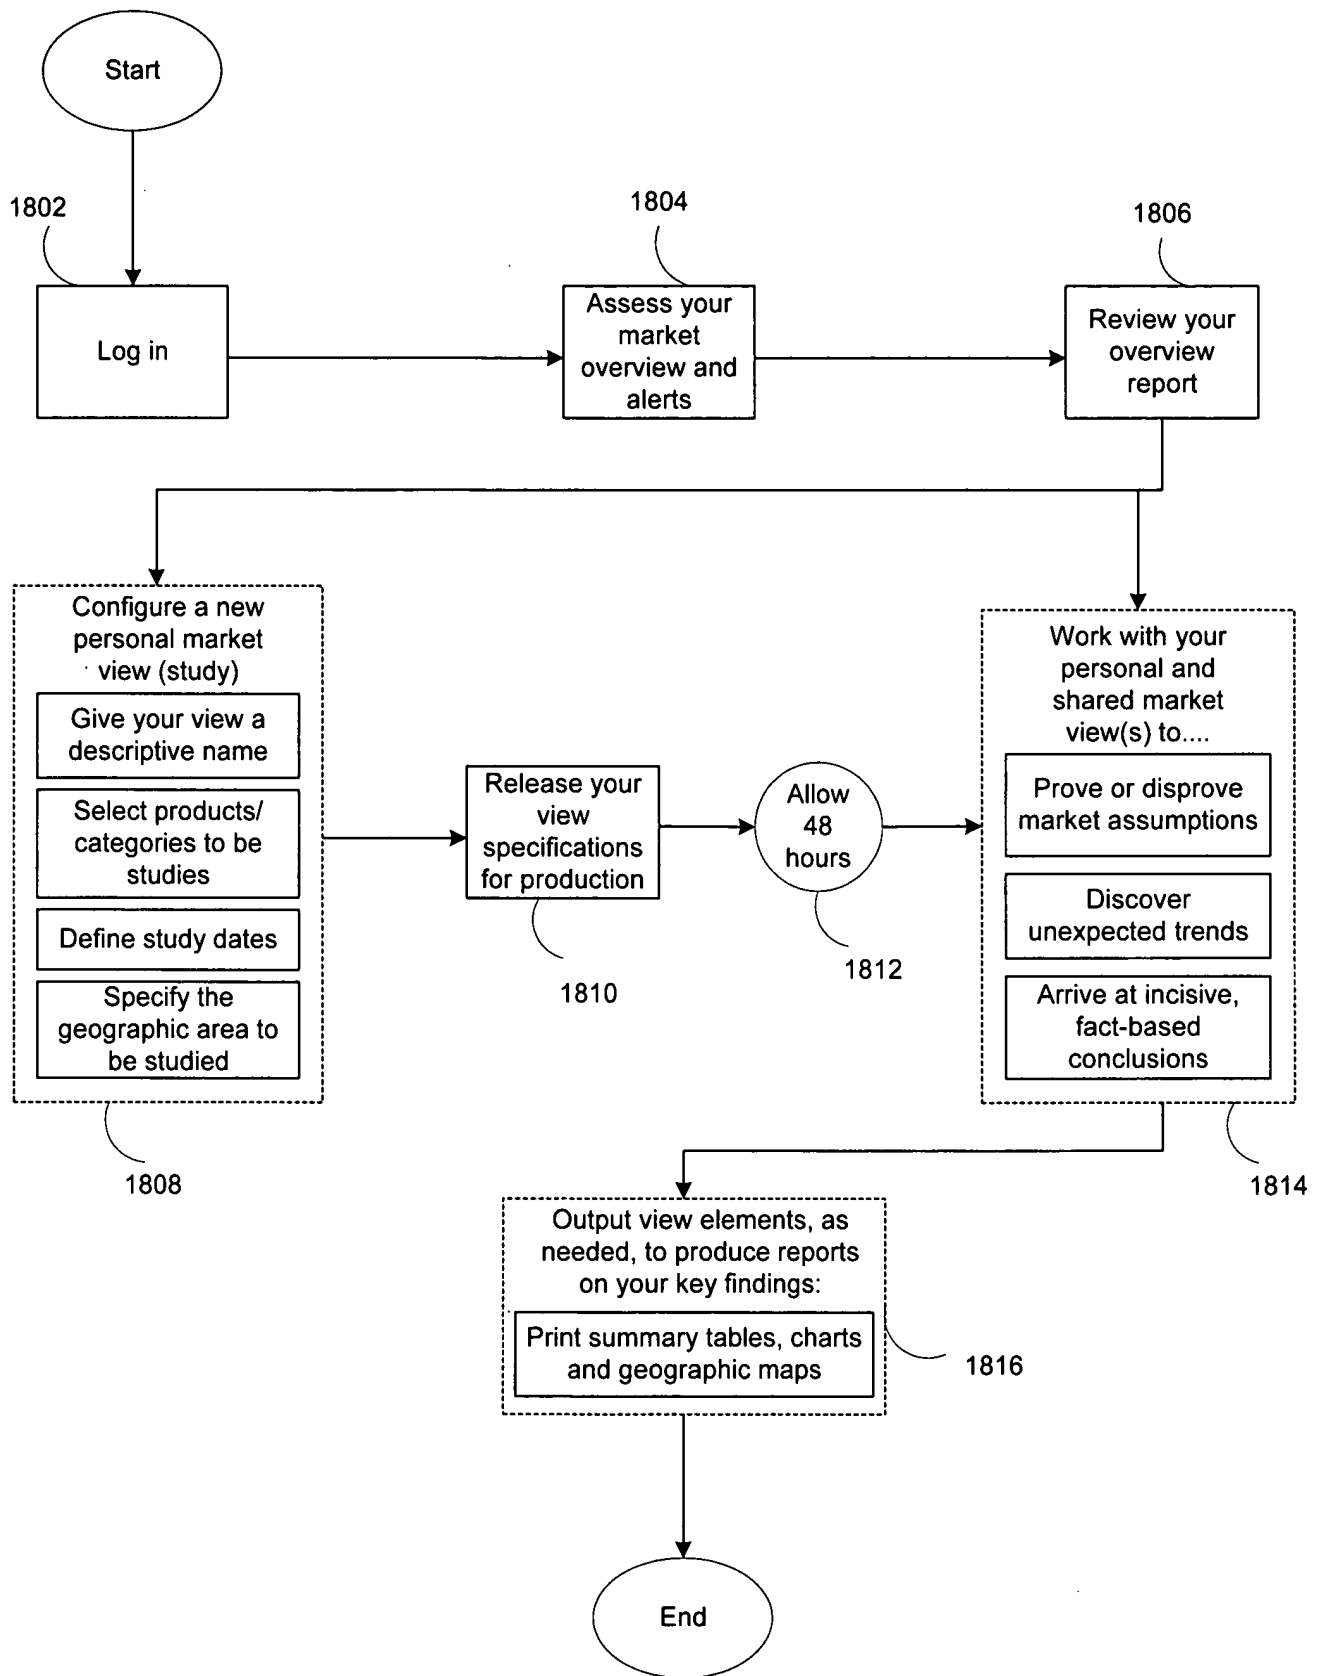 Start
1802
1804
1806
Log in
Assess your
market
overview and
alerts
Review your
overview
report
Configure a new
personal market
view (study)
Give your view a
descriptive name
Select products/
categories to be
studies
Define study dates
Specify the
geographic area to
be studied
1808
Release your
view
specifications
for production
1810
Allow
48
hours
1812
Work with your
personal and
shared market
view(s) to....
Prove or disprove
market assumptions
Discover
unexpected trends
Arrive at incisive,
fact-based
conclusions
1814
Output view elements, as
needed, to produce reports
on your key findings:
Print summary tables, charts
and geographic maps
1816
End